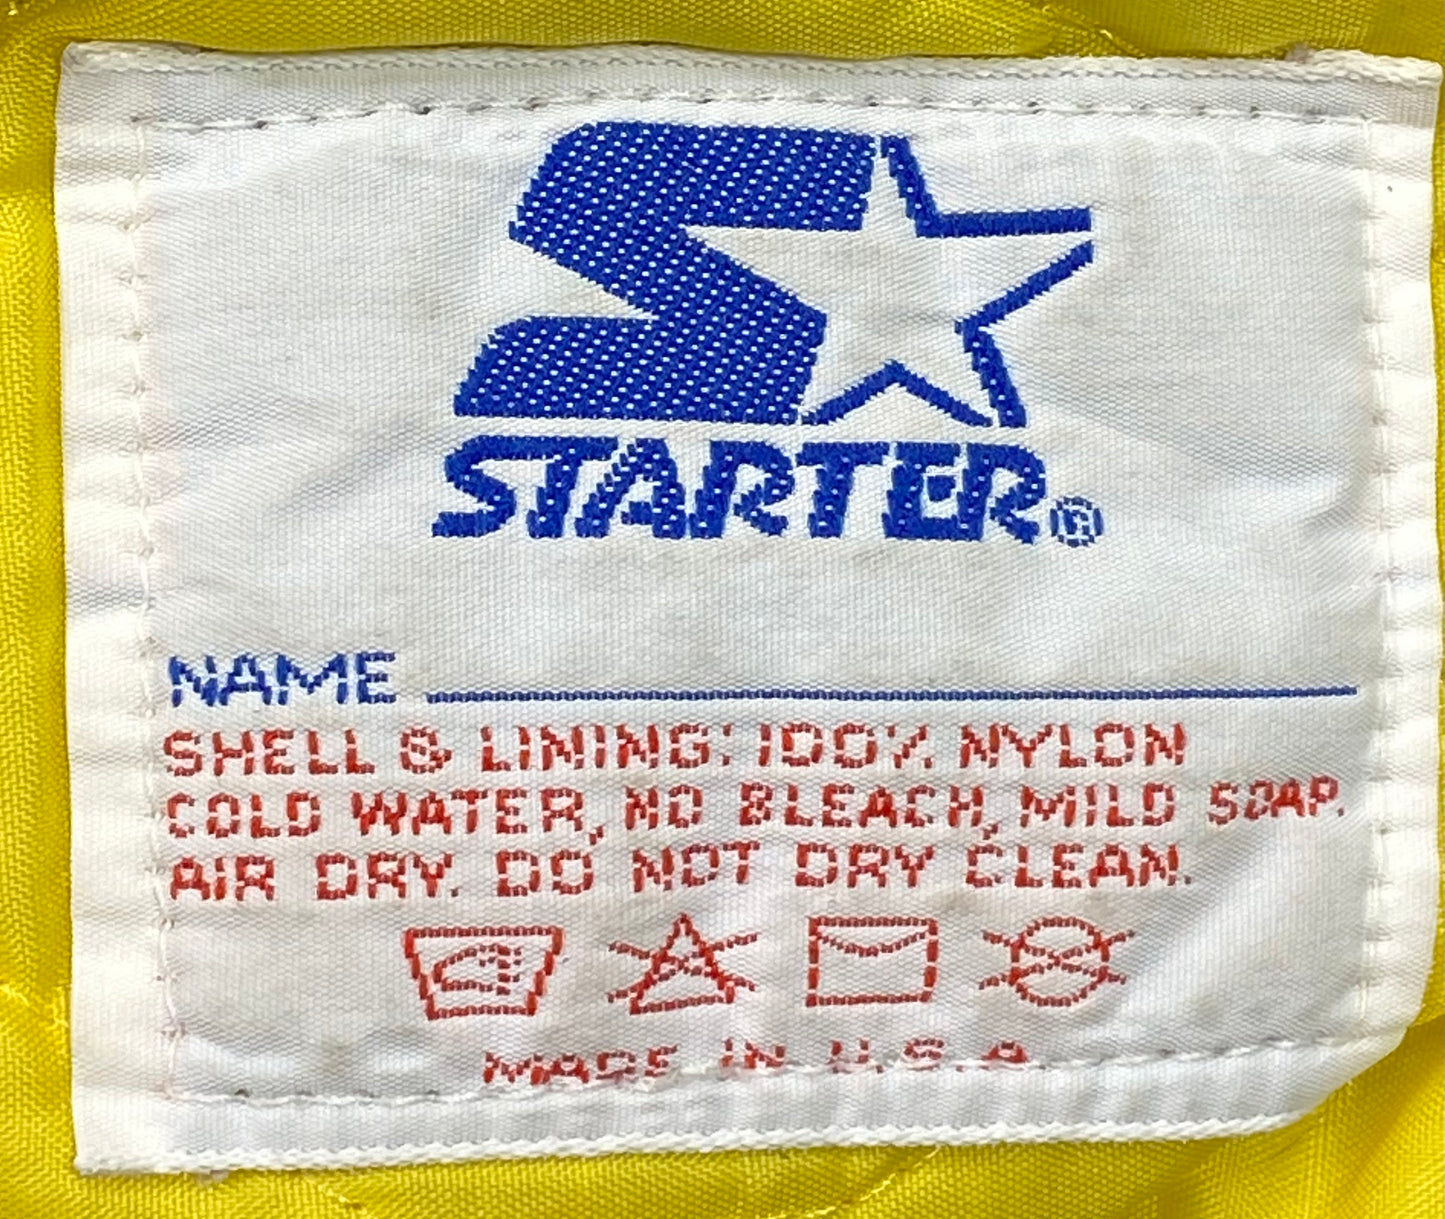 STARTER®
NAME
SHELL & LINING: 100% NYLON
COLD WATER, NO BLEACH, MILD SOAP.
AIR DRY. DO NOT DRY CLEAN.
MADE IN U.S.A.